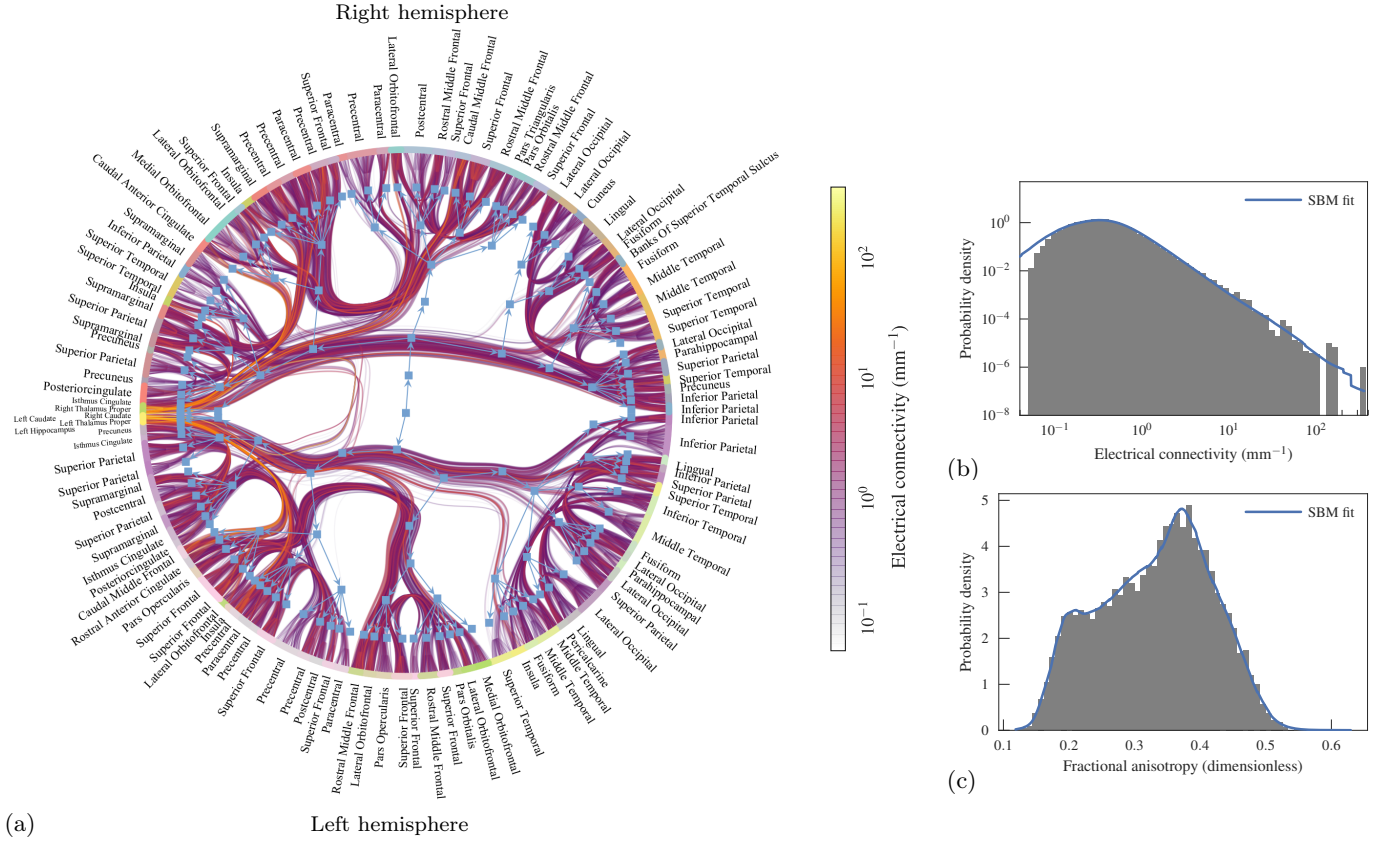 Right hemisphere
Supramarginal
Precentral
Precentral
Paracentral
Precentral
Superior Frontal
Paracentral
Precentral
Paracentral
Lateral Orbitofrontal
Postcentral
Rostral Middle Frontal
Superior Frontal
Caudal Middle Frontal
Superior Frontal
Rostral Middle Frontal
Pars Triangularis
Pars Orbitalis
Rostral Middle Frontal
Superior Frontal
Lateral Occipital
Lateral Occipital
Cuneus
Lingual
Lateral Occipital
Fusiform
Banks Of Superior Temporal Sulcus
Fusiform
Middle Temporal
Middle Temporal
Superior Temporal
Superior Temporal
Lateral Occipital
Parahippocampal
Superior Parietal
Superior Temporal
Precuneus
Inferior Parietal
Inferior Parietal
Inferior Parietal
Inferior Parietal
Lingual
Inferior Parietal
Superior Parietal
Superior Temporal
Inferior Temporal
Middle Temporal
Fusiform
Lateral Occipital
Parahippocampal
Lateral Occipital
Superior Parietal
Lateral Occipital
Lingual
Pericalcarine
Middle Temporal
Middle Temporal
Fusiform
Insula
Superior Temporal
Medial Orbitofrontal
Lateral Orbitofrontal
Pars Orbitalis
Superior Frontal
Rostral Middle Frontal
Superior Frontal
Superior Frontal
Pars Opercularis
Lateral Orbitofrontal
Rostral Middle Frontal
Paracentral
Superior Frontal
Postcentral
Precentral
Precentral
Superior Frontal
Precentral
Paracentral
Precentral
Insula
Lateral Orbitofrontal
Superior Frontal
Superior Frontal
Pars Opercularis
Rostral Anterior Cingulate
Caudal Middle Frontal
Posteriorcingulate
Isthmus Cingulate
Supramarginal
Superior Parietal
Postcentral
Supramarginal
Superior Parietal
Superior Parietal
Isthmus Cingulate
Left Hippocampus
Precuneus
Left Thalamus Proper
Left Caudate
Right Caudate
Right Thalamus Proper
Isthmus Cingulate
Posteriorcingulate
Precuneus
Superior Parietal
Precuneus
Supramarginal
Superior Parietal
Supramarginal
Insula
Superior Temporal
Superior Temporal
Inferior Parietal
Supramarginal
Caudal Anterior Cingulate
Medial Orbitofrontal
Lateral Orbitofrontal
Superior Frontal
Insula
Left hemisphere
(a)
10²
10¹
10⁰
10⁻¹
Electrical connectivity (mm⁻¹)
SBM fit
10⁰
10⁻²
10⁻⁴
10⁻⁶
10⁻⁸
Probability density
10⁻¹ 10⁰ 10¹ 10²
Electrical connectivity (mm⁻¹)
(b)
SBM fit
5
4
3
2
1
0
Probability density
0.1 0.2 0.3 0.4 0.5 0.6
Fractional anisotropy (dimensionless)
(c)